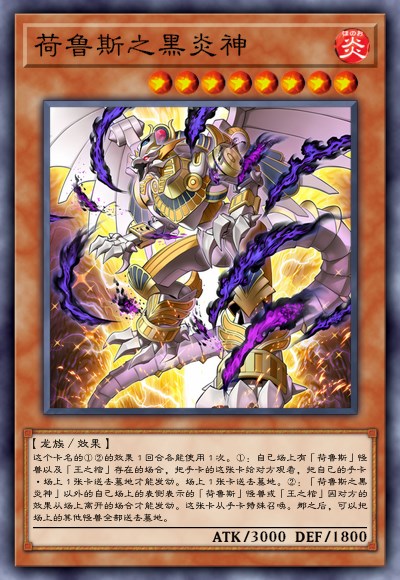 荷鲁斯之黑炎神
ほのお
炎
【龙族/效果】
这个卡名的①②的效果1回合各能使用1次。①：自己场上有「荷鲁斯」怪
兽以及「王之棺」存在的场合，把手卡的这张卡给对方观看，把自己的手卡
·场上1张卡送去墓地才能发动。场上1张卡送去墓地。②：「荷鲁斯之黑
炎神」以外的自己场上的表侧表示的「荷鲁斯」怪兽或「王之棺」因对方的
效果从场上离开的场合才能发动。这张卡从手卡特殊召唤。那之后，可以把
场上的其他怪兽全部送去墓地。
ATK/3000 DEF/1800